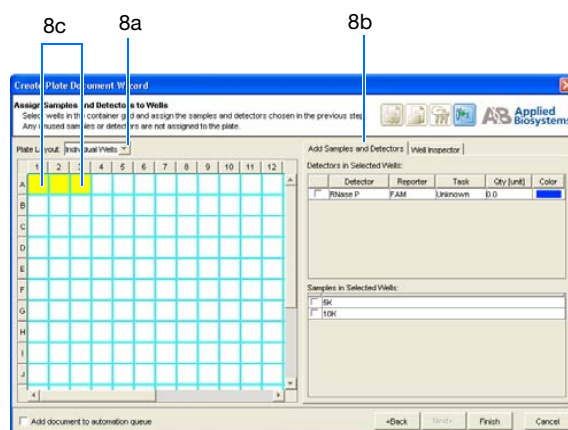 8c 8a 8b
Create Plate Document Wizard
Assign Samples and Detectors to Wells
Select wells in the container grid and assign the samples and detectors chosen in the previous step.
Any unused samples or detectors are not assigned to the plate.
AB Applied Biosystems
Plate Layout: Individual Wells
Add Samples and Detectors Well Inspector
1 2 3 4 5 6 7 8 9 10 11 12
A
B
C
D
E
F
G
H
I
J
Detectors in Selected Wells:
Detector Reporter Task Qty [unit] Color
RNase P FAM Unknown 0.0
Samples in Selected Wells:
5K
10K
Add document to automation queue
<Back Next> Finish Cancel